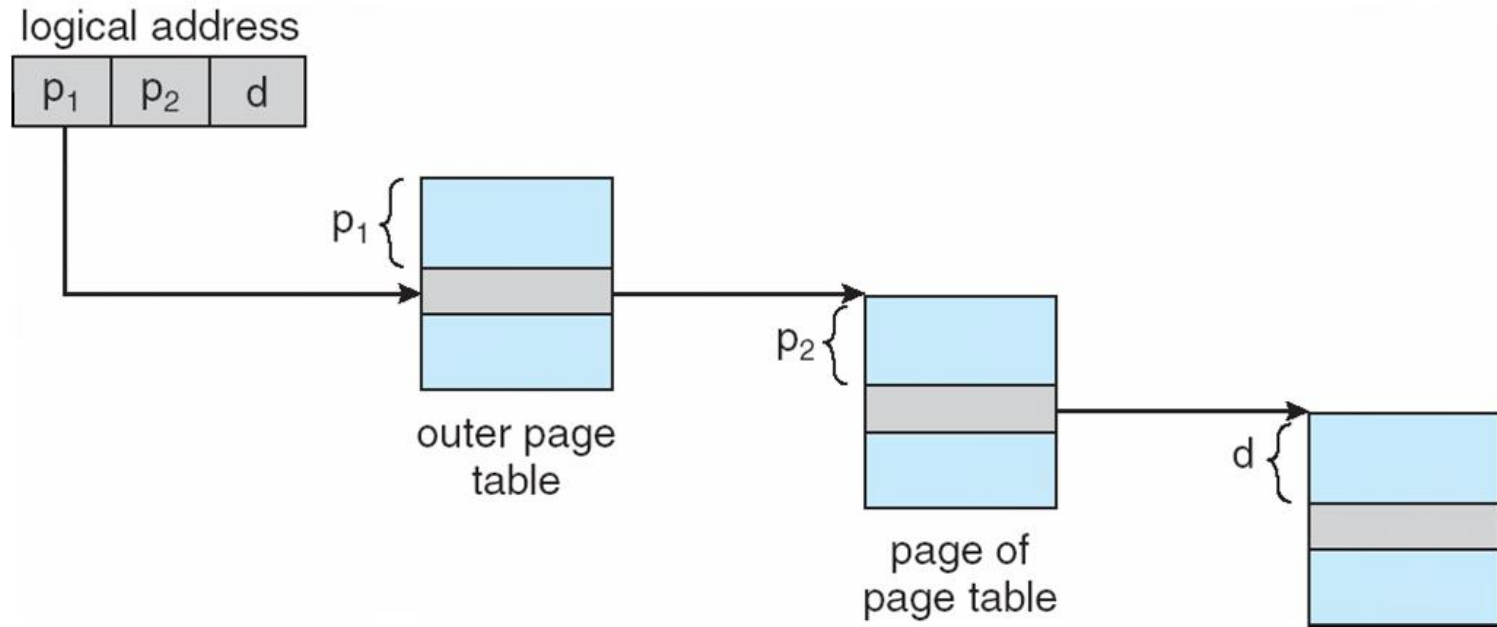 logical address
p₁ p₂ d
p₁
outer page
table
p₂
page of
page table
d